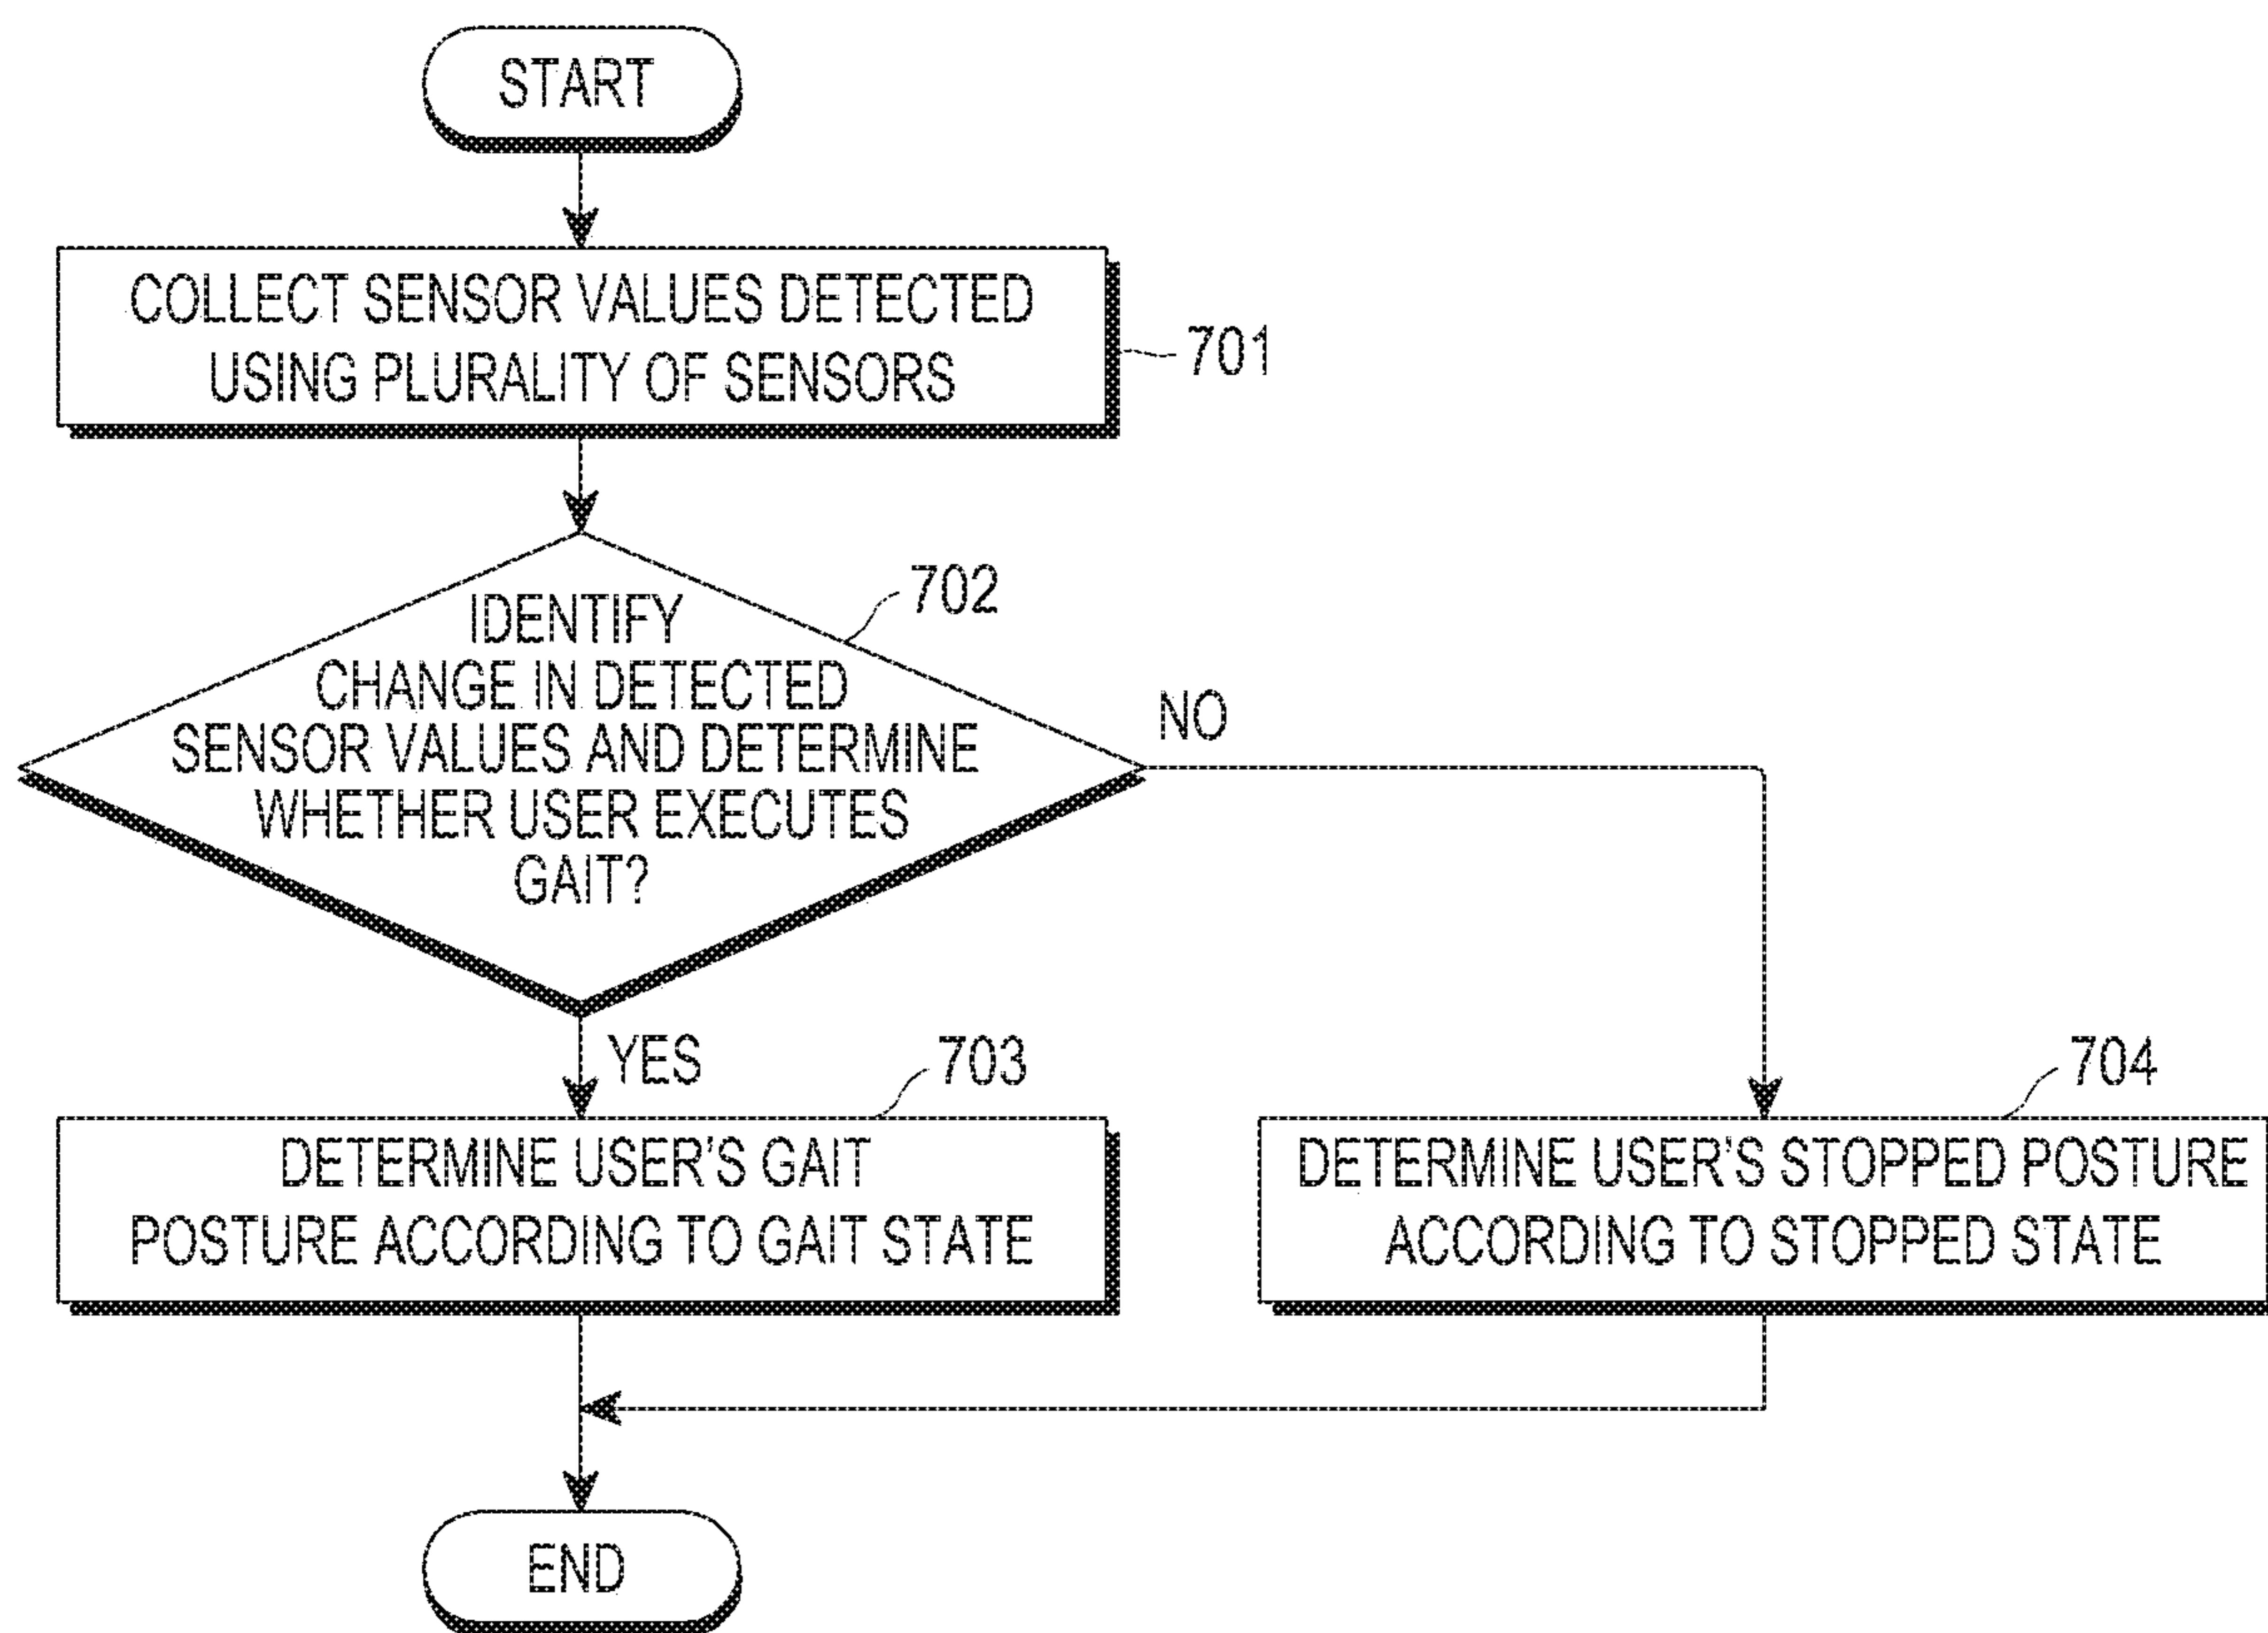 START
COLLECT SENSOR VALUES DETECTED
USING PLURALITY OF SENSORS
701
IDENTIFY
CHANGE IN DETECTED
SENSOR VALUES AND DETERMINE
WHETHER USER EXECUTES
GAIT?
702
NO
YES
703
DETERMINE USER'S GAIT
POSTURE ACCORDING TO GAIT STATE
704
DETERMINE USER'S STOPPED POSTURE
ACCORDING TO STOPPED STATE
END